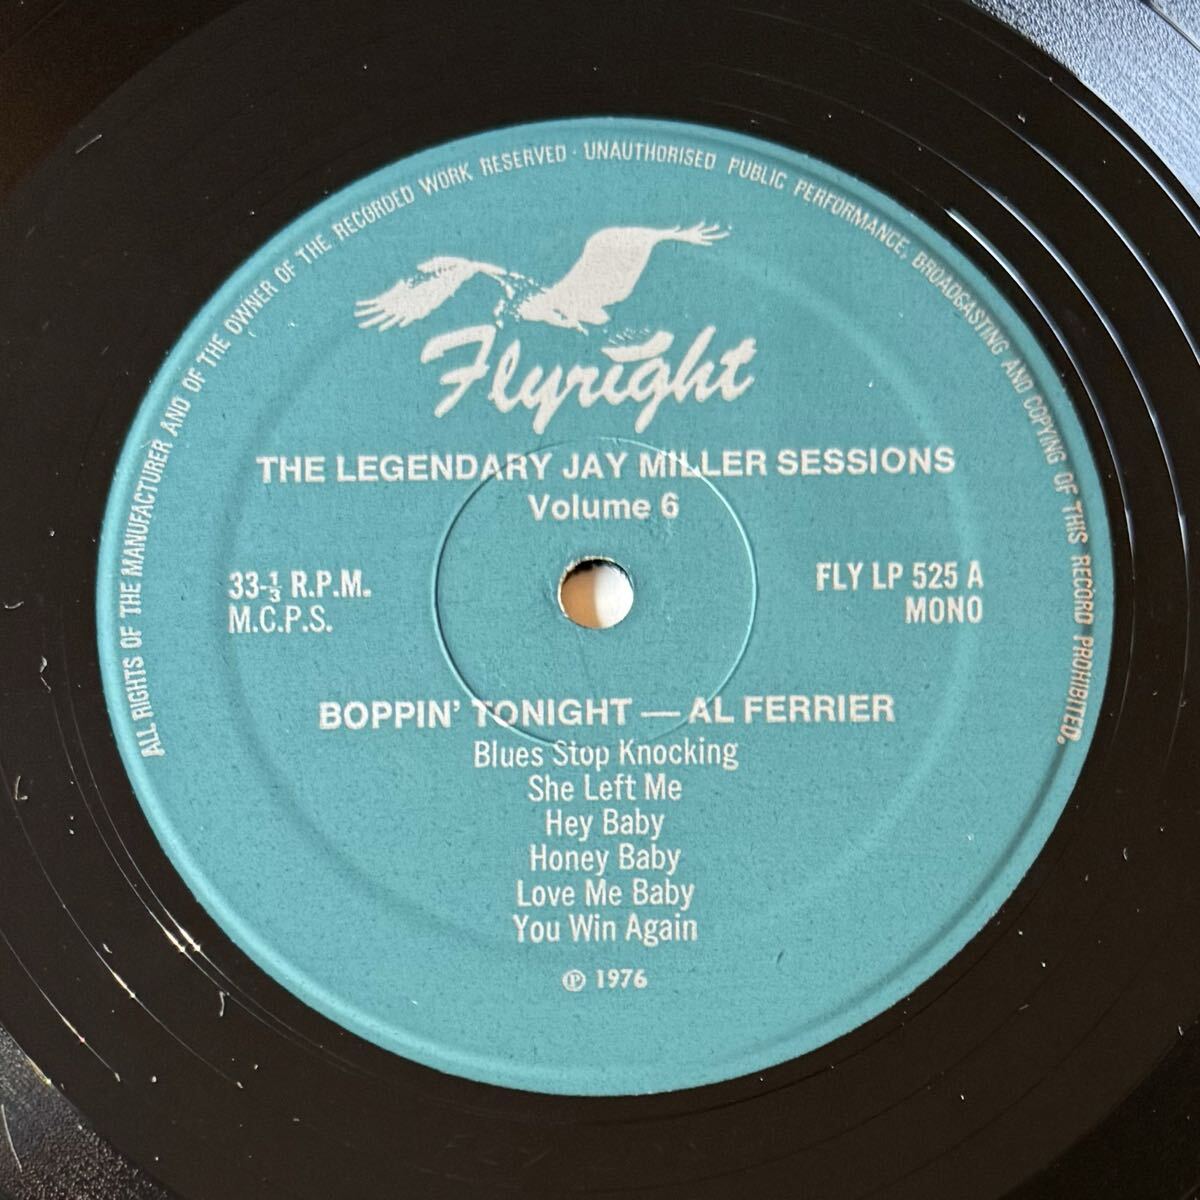 ALL RIGHTS OF THE MANUFACTURER AND OF THE OWNER OF THE RECORDED WORK RESERVED · UNAUTHORISED PUBLIC PERFORMANCE, BROADCASTING AND COPYING OF THIS RECORD PROHIBITED.
Flyright
THE LEGENDARY JAY MILLER SESSIONS
Volume 6
33-⅓ R.P.M.
M.C.P.S.
FLY LP 525 A
MONO
BOPPIN' TONIGHT — AL FERRIER
Blues Stop Knocking
She Left Me
Hey Baby
Honey Baby
Love Me Baby
You Win Again
℗ 1976